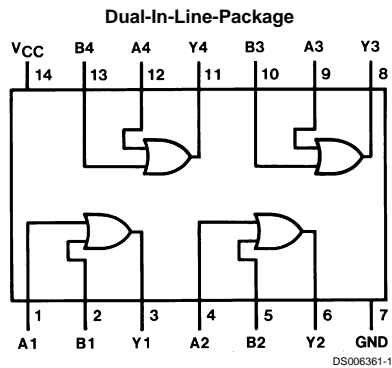 Dual-In-Line-Package
VCC B4 A4 Y4 B3 A3 Y3
14 13 12 11 10 9 8
1 2 3 4 5 6 7
A1 B1 Y1 A2 B2 Y2 GND
DS006361-1